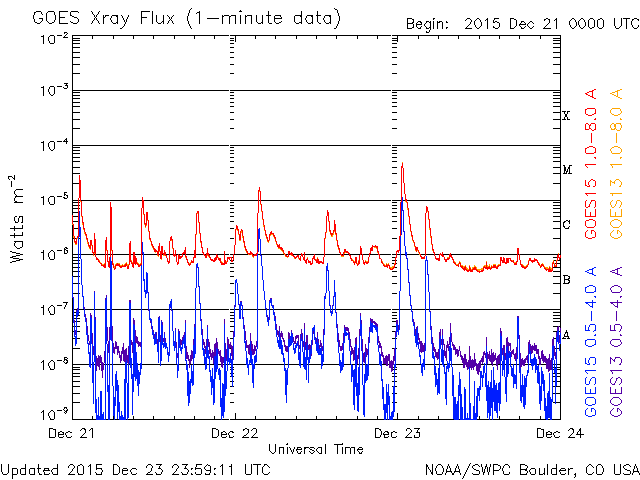 GOES Xray Flux (1-minute data)
Begin: 2015 Dec 21 0000 UTC
10-2
10-3
10-4
10-5
10-6
10-7
10-8
10-9
Watts m-2
X
M
C
B
A
GOES15 1.0-8.0 A
GOES13 1.0-8.0 A
GOES15 0.5-4.0 A
GOES13 0.5-4.0 A
Dec 21
Dec 22
Dec 23
Dec 24
Universal Time
Updated 2015 Dec 23 23:59:11 UTC
NOAA/SWPC Boulder, CO USA